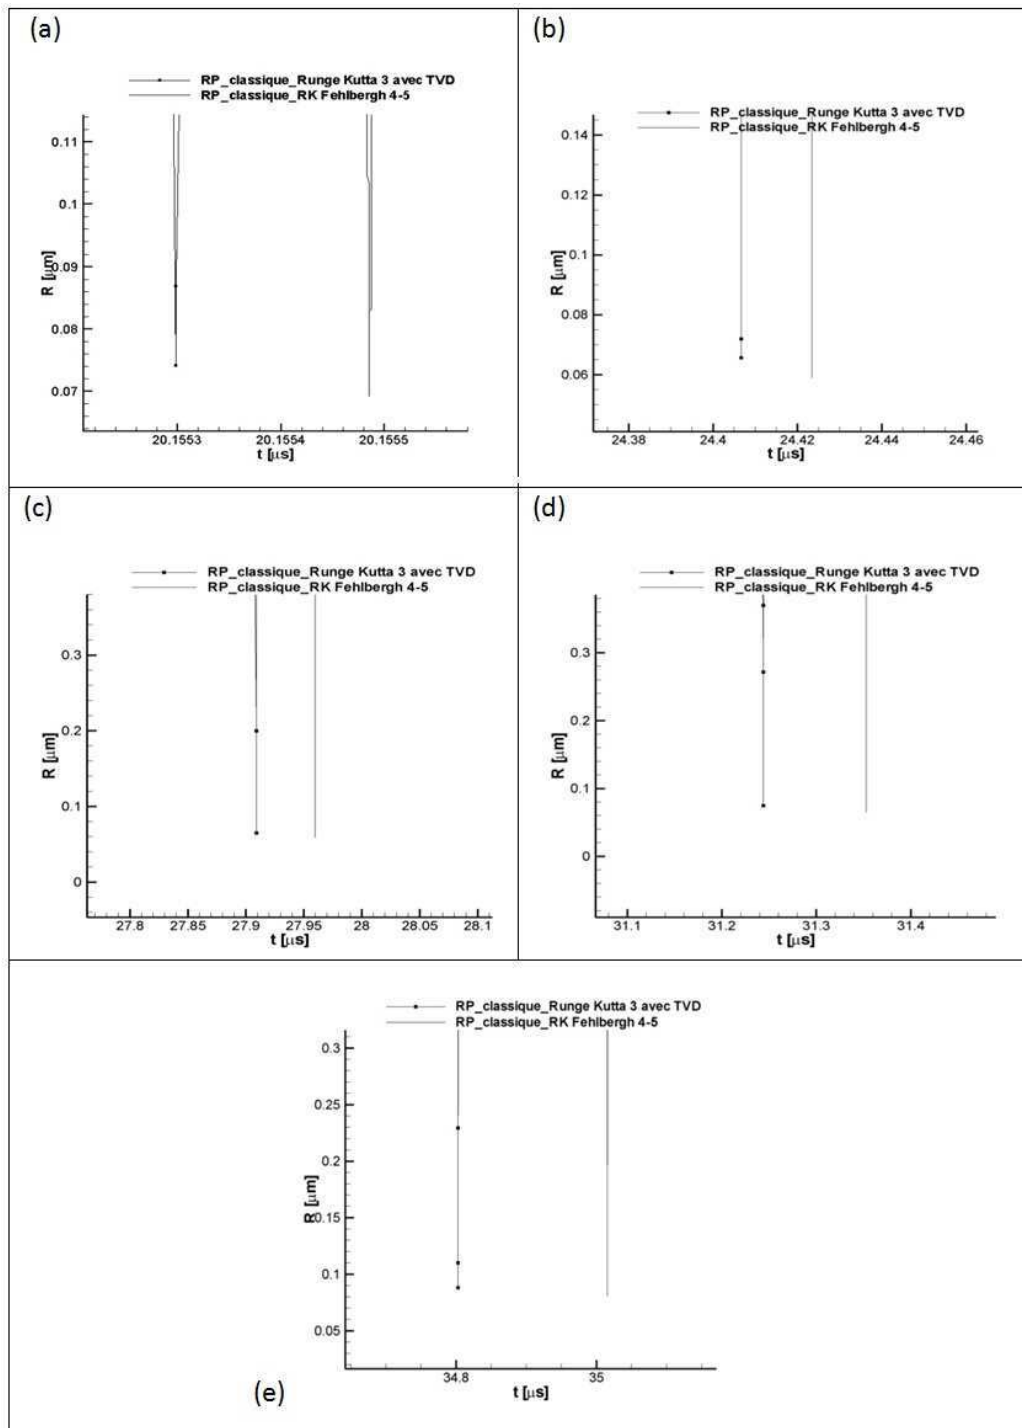 (a)
RP_classique_Runge Kutta 3 avec TVD
RP_classique_RK Fehlbergh 4-5
0.11
0.1
0.09
0.08
0.07
R [μm]
20.1553 20.1554 20.1555
t [μs]
(b)
RP_classique_Runge Kutta 3 avec TVD
RP_classique_RK Fehlbergh 4-5
0.14
0.12
0.1
0.08
0.06
R [μm]
24.38 24.4 24.42 24.44 24.46
t [μs]
(c)
RP_classique_Runge Kutta 3 avec TVD
RP_classique_RK Fehlbergh 4-5
0.3
0.2
0.1
0
R [μm]
27.8 27.85 27.9 27.95 28 28.05 28.1
t [μs]
(d)
RP_classique_Runge Kutta 3 avec TVD
RP_classique_RK Fehlbergh 4-5
0.3
0.2
0.1
0
R [μm]
31.1 31.2 31.3 31.4
t [μs]
RP_classique_Runge Kutta 3 avec TVD
RP_classique_RK Fehlbergh 4-5
0.3
0.25
0.2
0.15
0.1
0.05
R [μm]
34.8 35
t [μs]
(e)